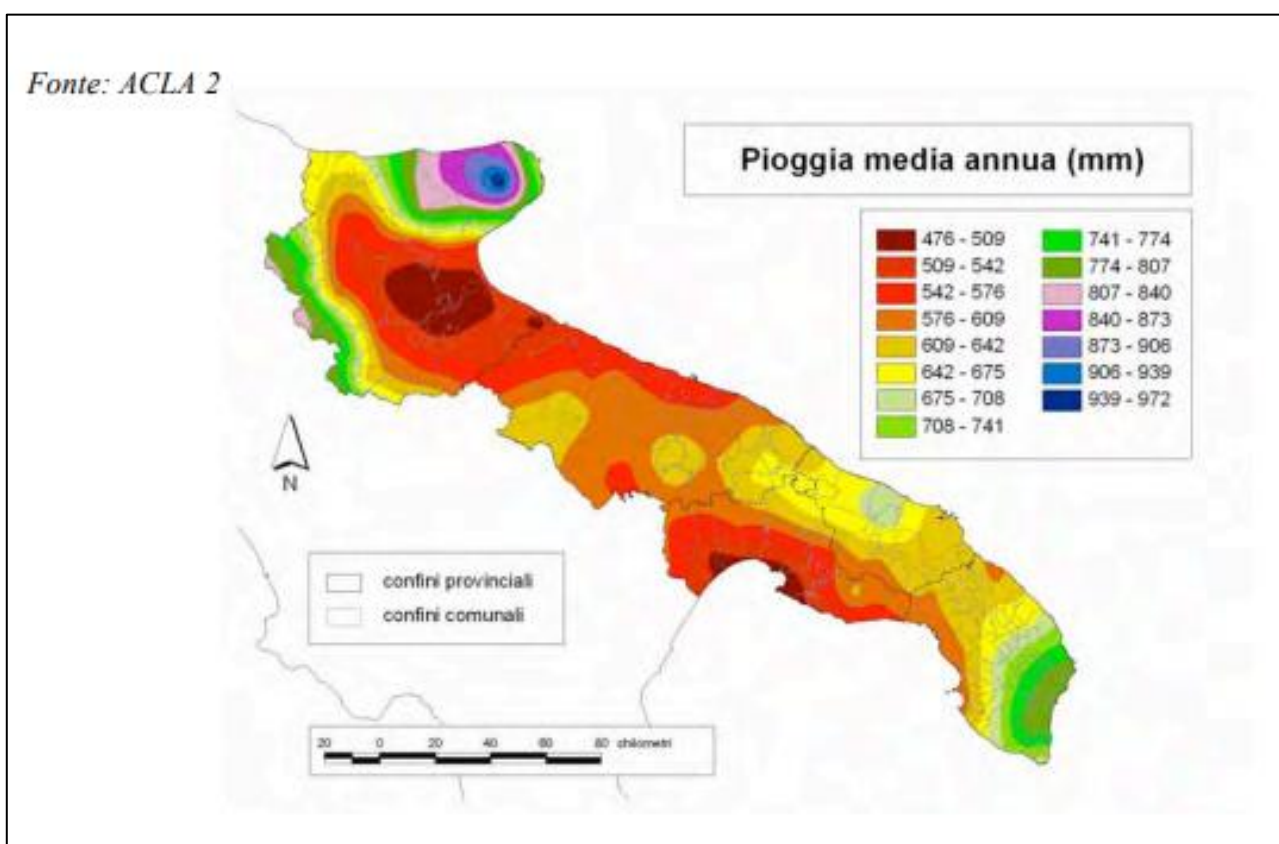 Fonte: ACLA 2
Pioggia media annua (mm)
476 - 509
509 - 542
542 - 576
576 - 609
609 - 642
642 - 675
675 - 708
708 - 741
741 - 774
774 - 807
807 - 840
840 - 873
873 - 906
906 - 939
939 - 972
N
confini provinciali
confini comunali
20 0 20 40 60 80 chilometri